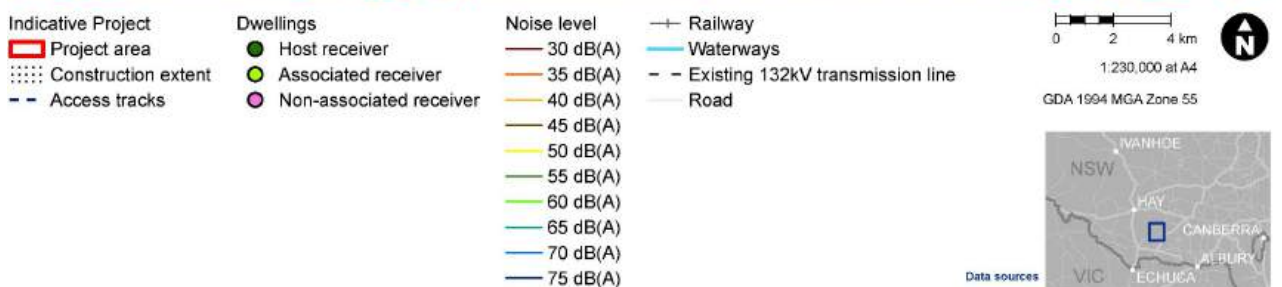 Indicative Project
Project area
Construction extent
Access tracks
Dwellings
Host receiver
Associated receiver
Non-associated receiver
Noise level
30 dB(A)
35 dB(A)
40 dB(A)
45 dB(A)
50 dB(A)
55 dB(A)
60 dB(A)
65 dB(A)
70 dB(A)
75 dB(A)
Railway
Waterways
Existing 132kV transmission line
Road
0 2 4 km
N
1:230,000 at A4
GDA 1994 MGA Zone 55
IVANHOE
NSW
HAY
CANBERRA
ALBURY
VIC
ECHUCA
Data sources